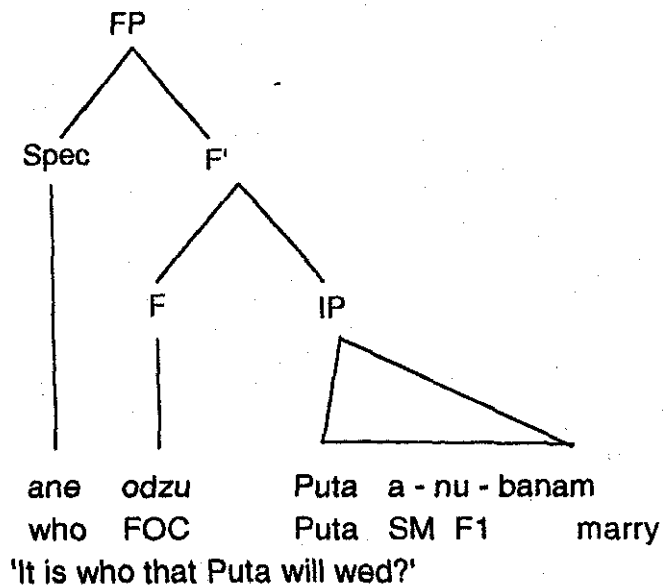 FP
Spec F'
F IP
ane odzu Puta a - nu - banam
who FOC Puta SM F1 marry
'It is who that Puta will wed?'